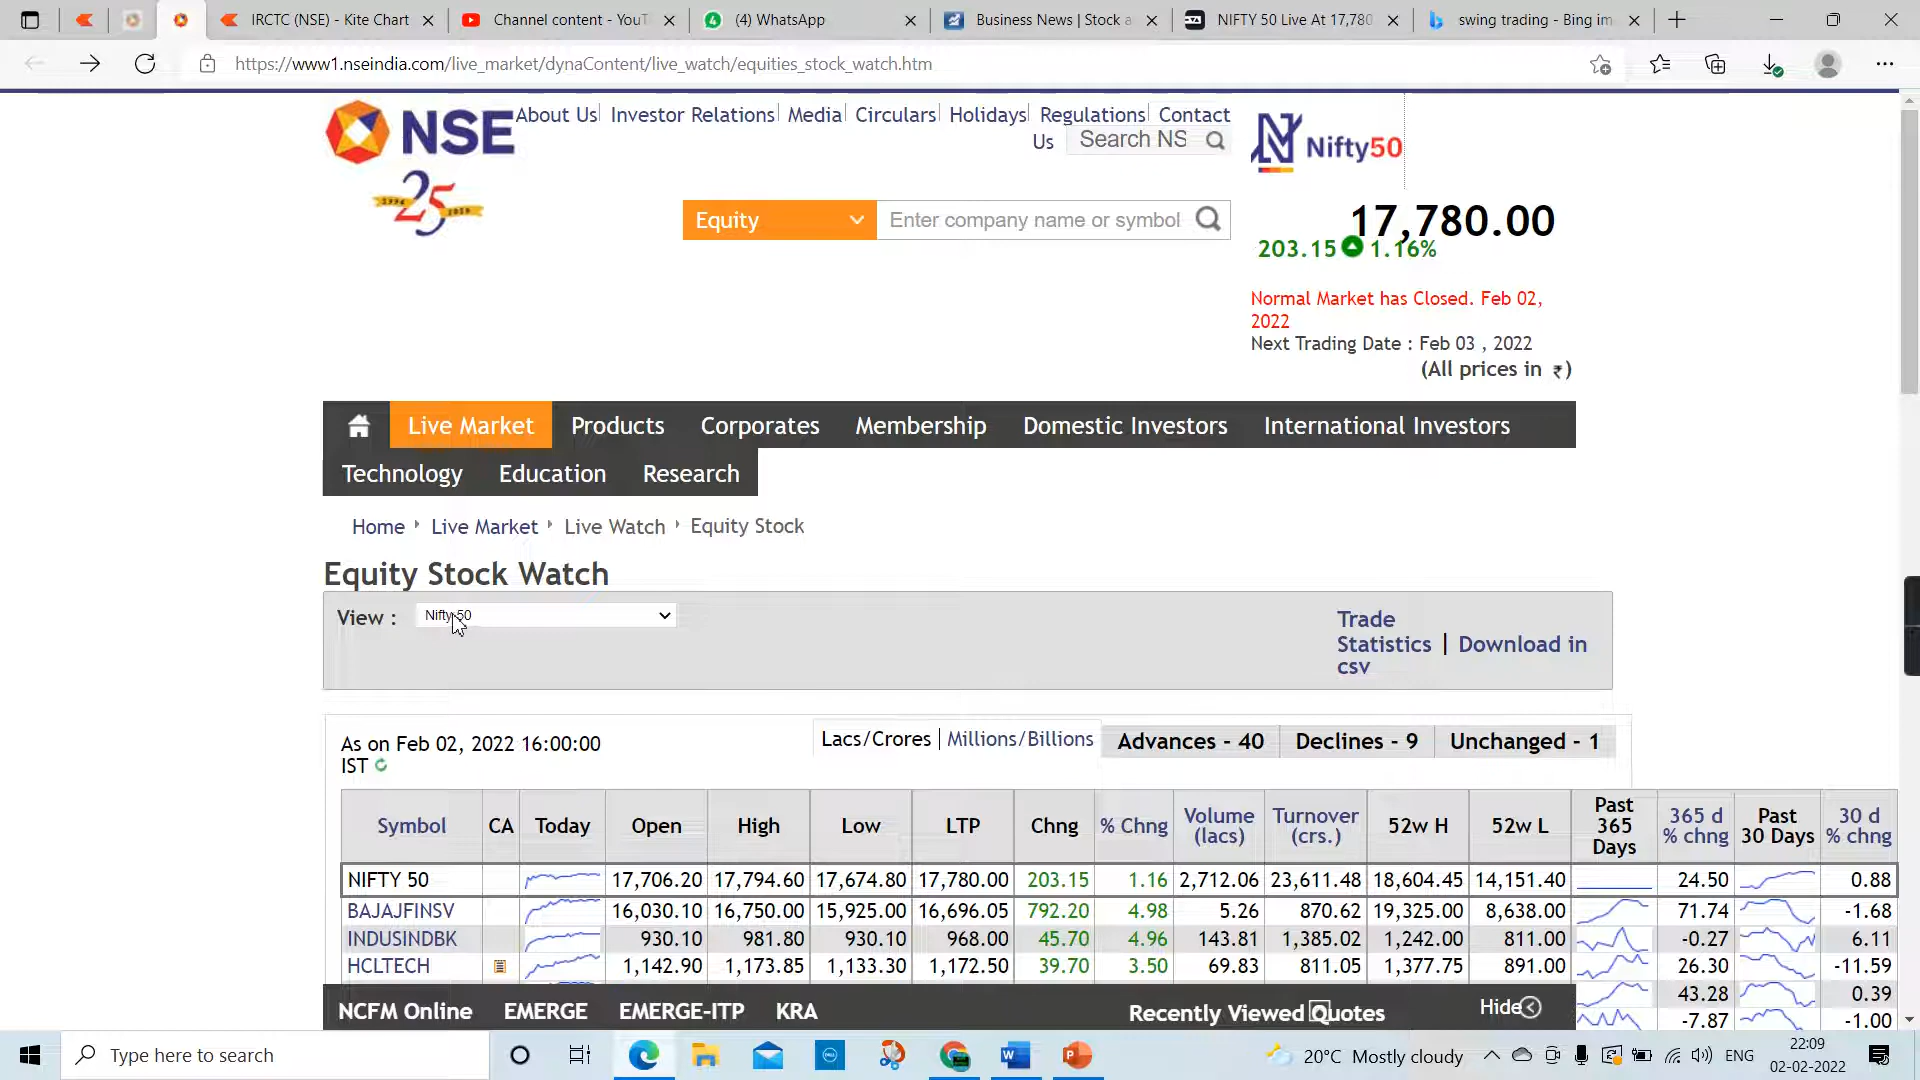 IRCTC (NSE) - Kite Chart
Channel content - YouT
(4) WhatsApp
Business News | Stock a
NIFTY 50 Live At 17,780
swing trading - Bing im
https://www1.nseindia.com/live_market/dynaContent/live_watch/equities_stock_watch.htm
NSE
About Us
Investor Relations
Media
Circulars
Holidays
Regulations
Contact
Us
Search NS
25
Nifty50
Equity
Enter company name or symbol
17,780.00
203.15 1.16%
Normal Market has Closed. Feb 02,
2022
Next Trading Date : Feb 03 , 2022
(All prices in ₹)
Live Market Products Corporates Membership Domestic Investors International Investors
Technology Education Research
Home Live Market Live Watch Equity Stock
Equity Stock Watch
View : Nifty 50
Trade
Statistics | Download in
csv
As on Feb 02, 2022 16:00:00
IST
Lacs/Crores | Millions/Billions
Advances - 40 Declines - 9 Unchanged - 1
Symbol CA Today Open High Low LTP Chng % Chng Volume (lacs) Turnover (crs.) 52w H 52w L Past 365 Days 365 d % chng Past 30 Days 30 d % chng
NIFTY 50 17,706.20 17,794.60 17,674.80 17,780.00 203.15 1.16 2,712.06 23,611.48 18,604.45 14,151.40 24.50 0.88
BAJAJFINSV 16,030.10 16,750.00 15,925.00 16,696.05 792.20 4.98 5.26 870.62 19,325.00 8,638.00 71.74 -1.68
INDUSINDBK 930.10 981.80 930.10 968.00 45.70 4.96 143.81 1,385.02 1,242.00 811.00 -0.27 6.11
HCLTECH 1,142.90 1,173.85 1,133.30 1,172.50 39.70 3.50 69.83 811.05 1,377.75 891.00 26.30 -11.59
43.28 0.39
-7.87 -1.00
NCFM Online EMERGE EMERGE-ITP KRA
Recently Viewed Quotes
Hide
Type here to search
20°C Mostly cloudy
ENG
22:09
02-02-2022